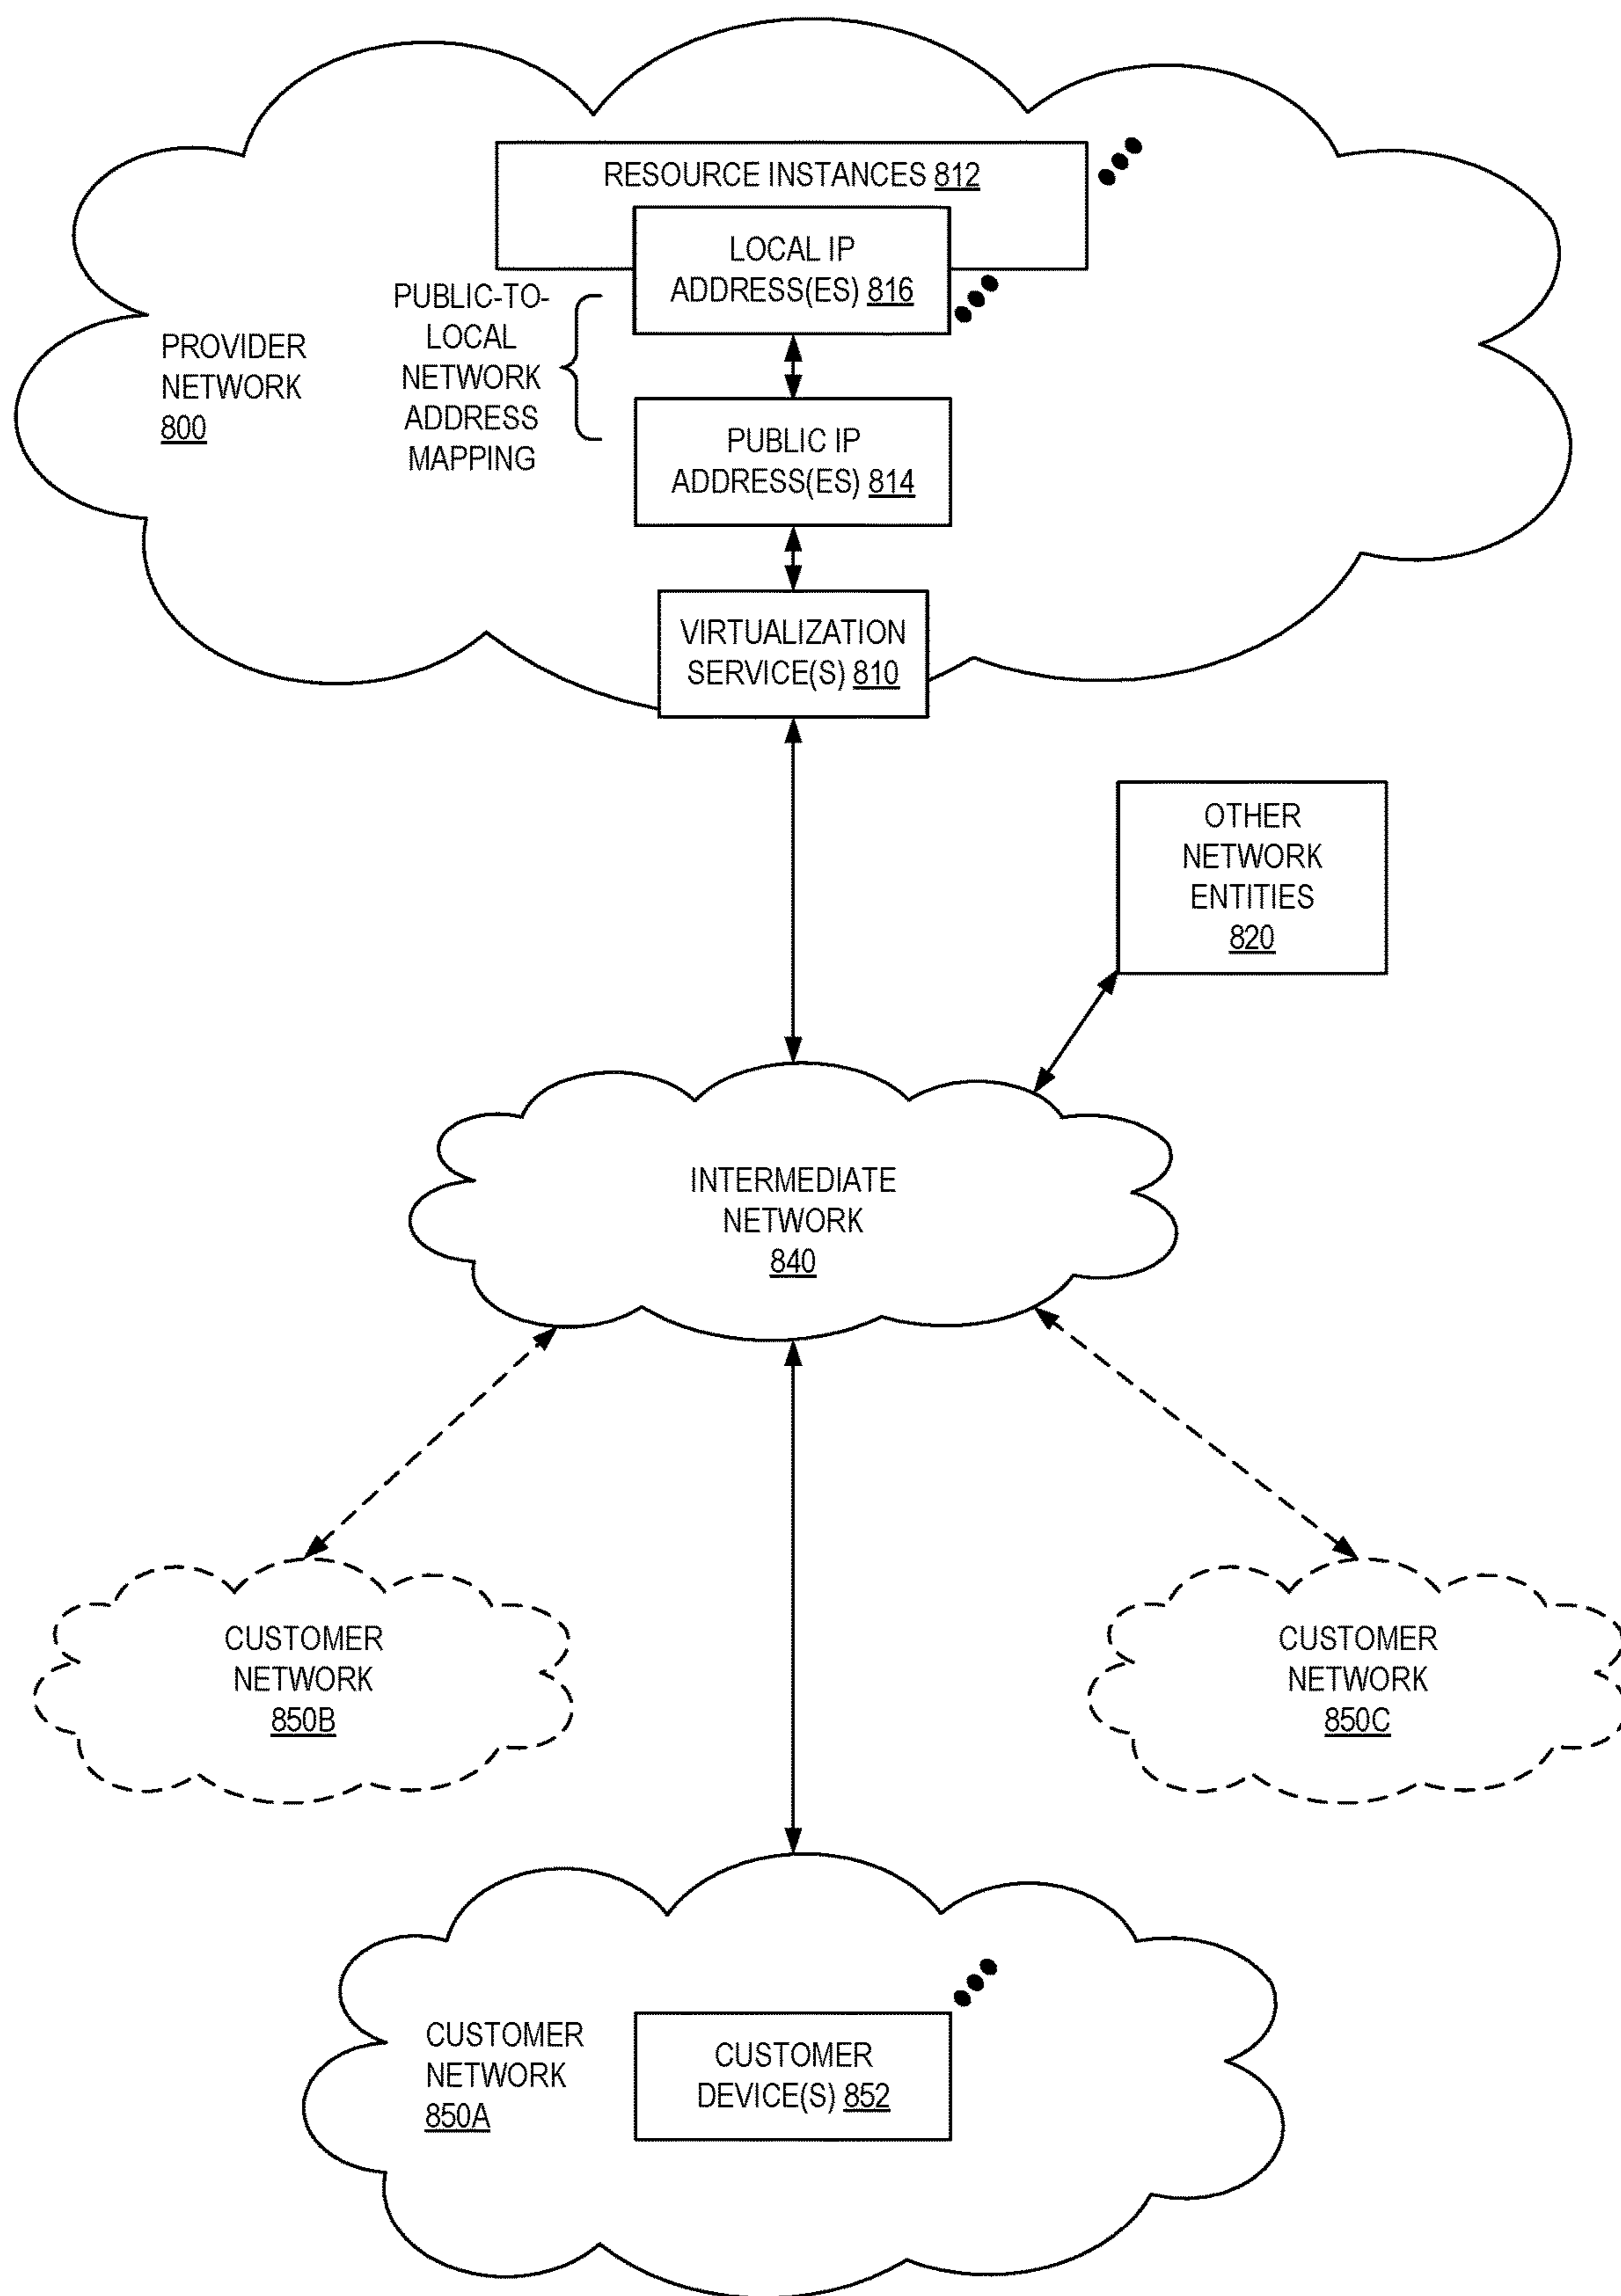 RESOURCE INSTANCES 812
LOCAL IP
ADDRESS(ES) 816
PUBLIC-TO-
LOCAL
NETWORK
ADDRESS
MAPPING
PROVIDER
NETWORK
800
PUBLIC IP
ADDRESS(ES) 814
VIRTUALIZATION
SERVICE(S) 810
OTHER
NETWORK
ENTITIES
820
INTERMEDIATE
NETWORK
840
CUSTOMER
NETWORK
850B
CUSTOMER
NETWORK
850C
CUSTOMER
NETWORK
850A
CUSTOMER
DEVICE(S) 852